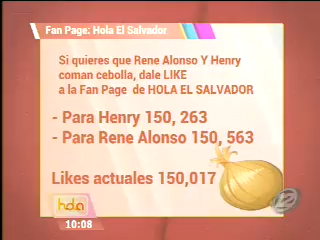 Fan Page: Hola El Salvador
Si quieres que Rene Alonso Y Henry
coman cebolla, dale LIKE
a la Fan Page de HOLA EL SALVADOR
- Para Henry 150, 263
- Para Rene Alonso 150, 563
Likes actuales 150,017
hola
10:08
12